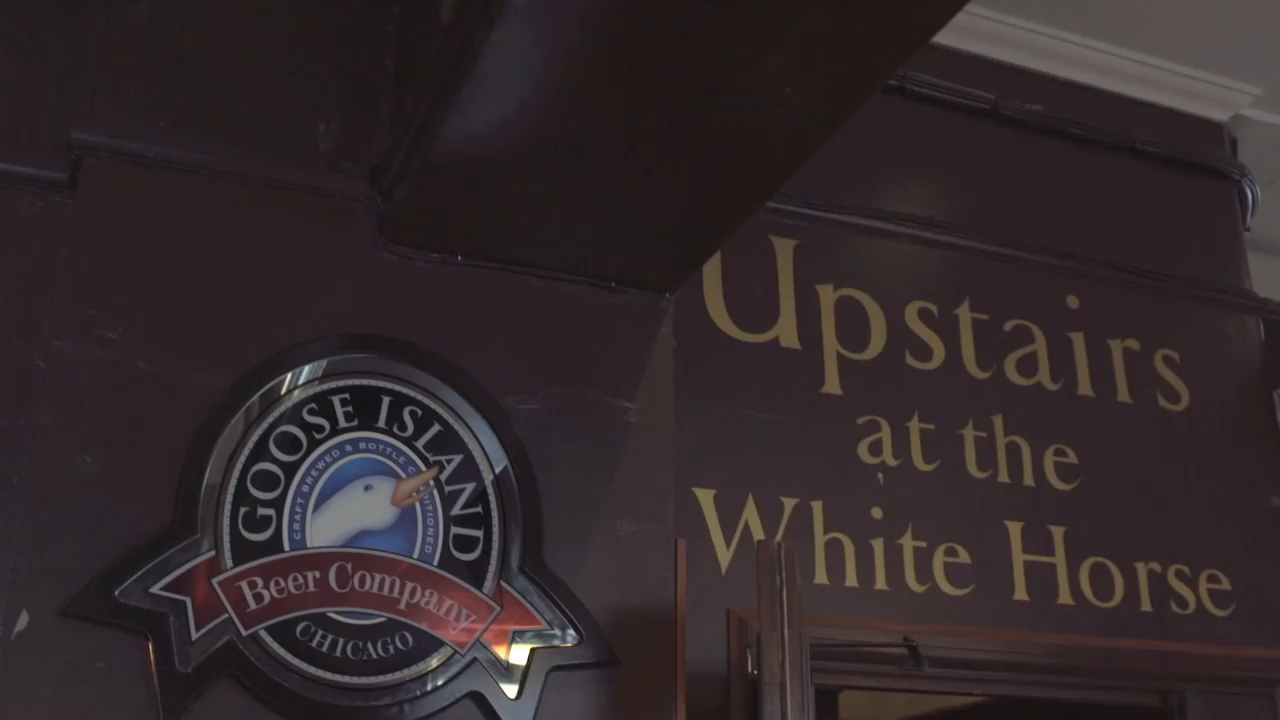 GOOSE ISLAND
CRAFT BREWED & BOTTLE CONDITIONED
Beer Company
CHICAGO
Upstairs
at the
White Horse